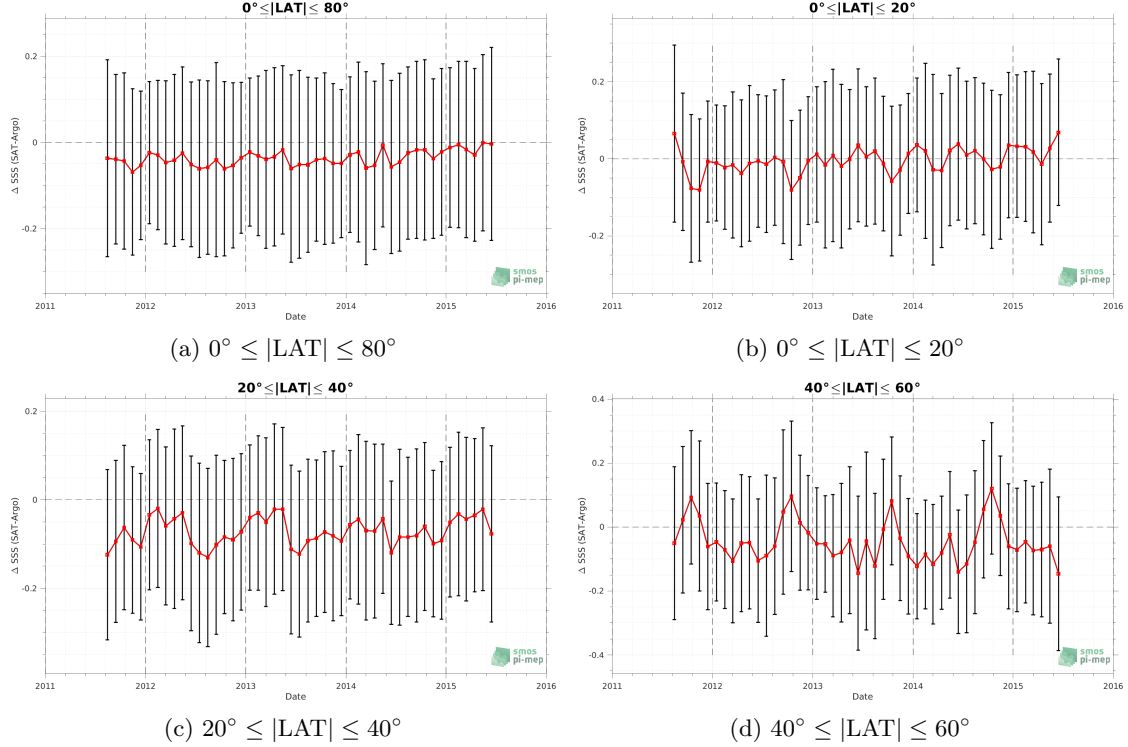 0°≤|LAT|≤ 80°
Δ SSS (SAT-Argo)
0.2
0
-0.2
smos
pi-mep
2011 2012 2013 2014 2015 2016
Date
(a) 0° ≤ |LAT| ≤ 80°
0°≤|LAT|≤ 20°
Δ SSS (SAT-Argo)
0.2
0
-0.2
smos
pi-mep
2011 2012 2013 2014 2015 2016
Date
(b) 0° ≤ |LAT| ≤ 20°
20°≤|LAT|≤ 40°
Δ SSS (SAT-Argo)
0.2
0
-0.2
smos
pi-mep
2011 2012 2013 2014 2015 2016
Date
(c) 20° ≤ |LAT| ≤ 40°
40°≤|LAT|≤ 60°
Δ SSS (SAT-Argo)
0.4
0.2
0
-0.2
-0.4
smos
pi-mep
2011 2012 2013 2014 2015 2016
Date
(d) 40° ≤ |LAT| ≤ 60°